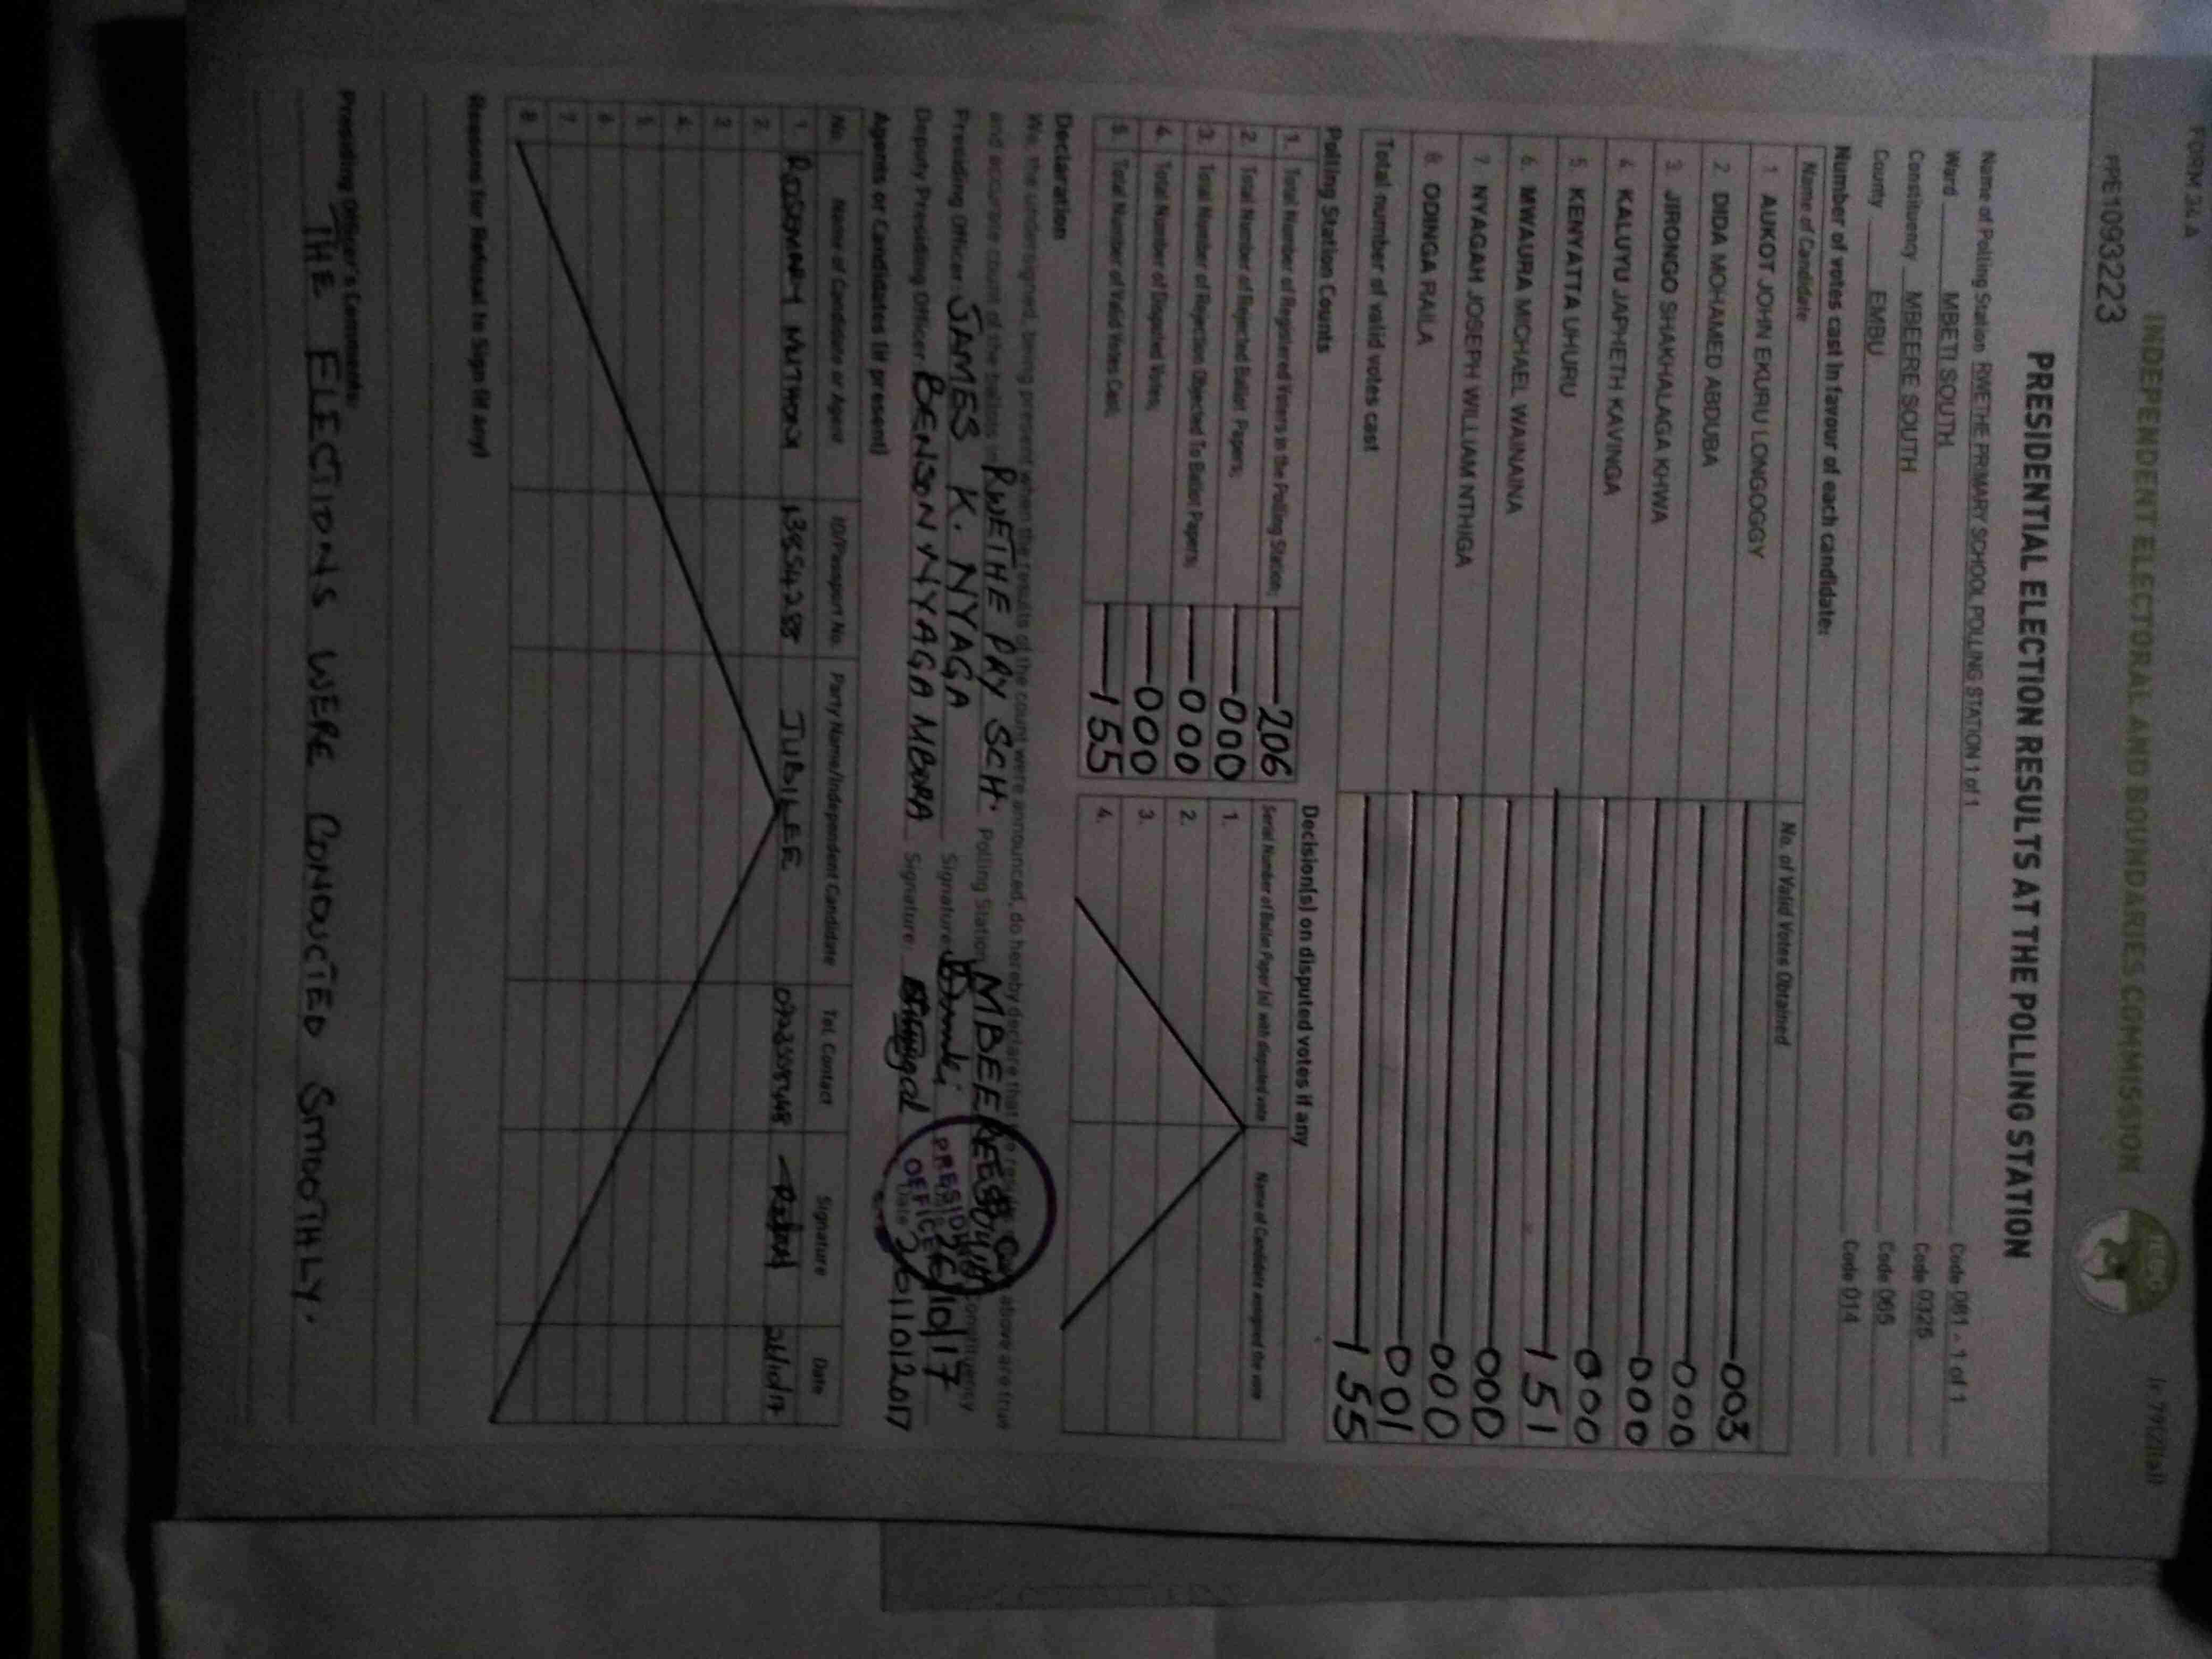 FORM 34A
INDEPENDENT ELECTORAL AND BOUNDARIES COMMISSION
IEBC
PPE1093223
PRESIDENTIAL ELECTION RESULTS AT THE POLLING STATION
Name of Polling Station RWETHE PRIMARY SCHOOL POLLING STATION 1 of 1 Code 081 - 1 of 1
Ward MBETI SOUTH Code 0325
Constituency MBEERE SOUTH Code 065
County EMBU Code 014
Number of votes cast in favour of each candidate:
Name of Candidate No. of Valid Votes Obtained
1 AUKOT JOHN EKURU LONGOGGY 003
2 DIDA MOHAMED ABDUBA 000
3 JIRONGO SHAKHALAGA KHWA 000
4 KALUYU JAPHETH KAVINGA 000
5. KENYATTA UHURU 151
6. MWAURA MICHAEL WAINAINA 000
7. NYAGAH JOSEPH WILLIAM NTHIGA 000
8. ODINGA RAILA 001
Total number of valid votes cast 155
Polling Station Counts
1. Total Number of Registered Voters in the Polling Station; 206
2. Total Number of Rejected Ballot Papers; 000
3. Total Number of Rejection Objected To Ballot Papers; 000
4. Total Number of Disputed Votes; 000
5. Total Number of Valid Votes Cast; 155
Decision(s) on disputed votes if any
Serial Number of Ballot Paper (s) with disputed vote Name of Candidate assigned the vote
1.
2.
3.
4.
Declaration
We, the undersigned, being present when the results of the count were announced, do hereby declare that the results above are true
and accurate count of the ballots in RWETHE PRY SCH. Polling Station MBEERE SOUTH Constituency
Presiding Officer JAMES K. NYAGA Signature 26/10/17
Deputy Presiding Officer BENSON NYAGA MBORA Signature Date 26/10/2017
PRESIDING
OFFICER
Agents or Candidates (if present)
No. Name of Candidate or Agent ID/Passport No. Party Name/Independent Candidate Tel. Contact Signature Date
1. ROSEMARY MUTHONI JUBILEE 26/10/17
2.
3.
4.
5.
6.
7.
8.
Reasons for Refusal to Sign (if any)
Presiding Officer's Comments:
THE ELECTIONS WERE CONDUCTED SMOOTHLY.